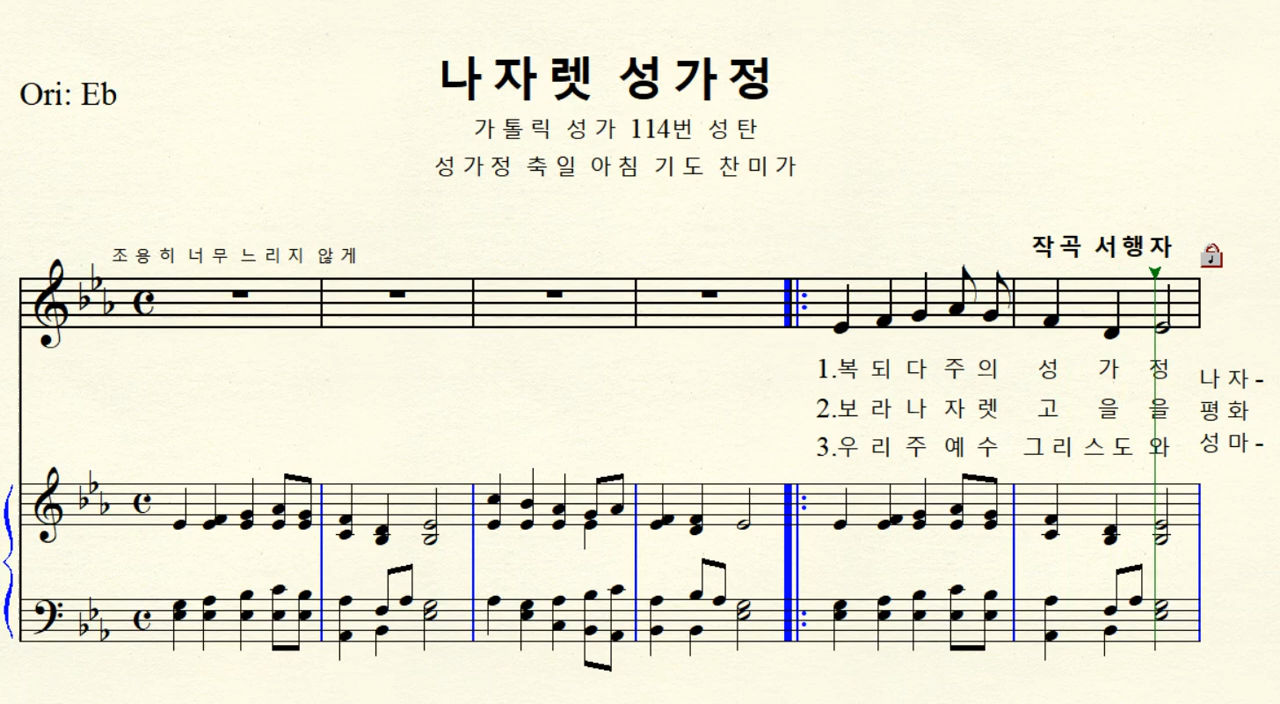 Ori: Eb
나자렛 성가정
가톨릭 성가 114번 성탄
성가정 축일 아침 기도 찬미가
조용히 너무 느리지 않게
작곡 서행자
1.복 되 다 주 의 성 가 정 나 자 -
2.보 라 나 자 렛 고 을 을 평 화
3.우 리 주 예 수 그 리 스 도 와 성 마 -